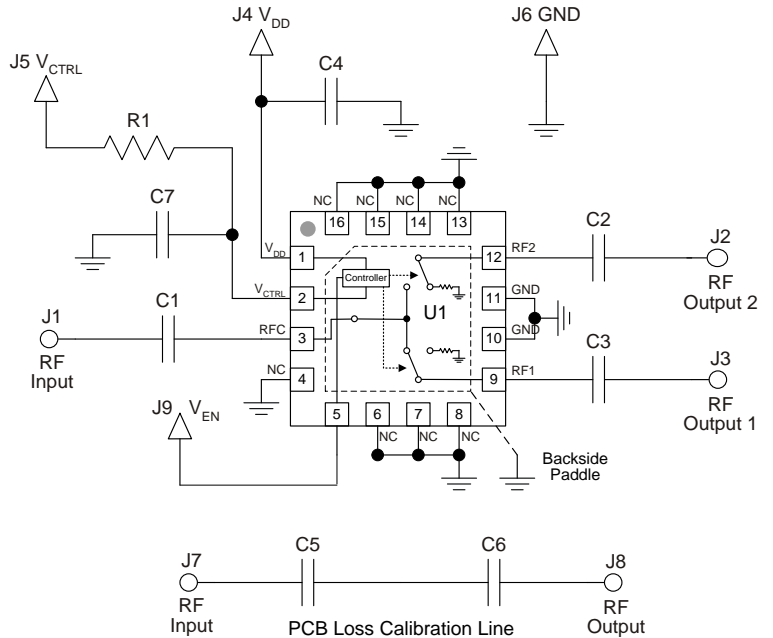 J4 VDD
J6 GND
J5 VCTRL
C4
R1
C7
NC NC NC NC
16 15 14 13
VDD 1
12 RF2
C2
J2
RF
Output 2
Controller
VCTRL 2
11 GND
U1
C1
J1
RF
Input
RFC 3
10 GND
C3
J3
RF
Output 1
NC 4
9 RF1
J9 VEN
5 6 7 8
NC NC NC
Backside
Paddle
J7
RF
Input
C5
C6
J8
RF
Output
PCB Loss Calibration Line